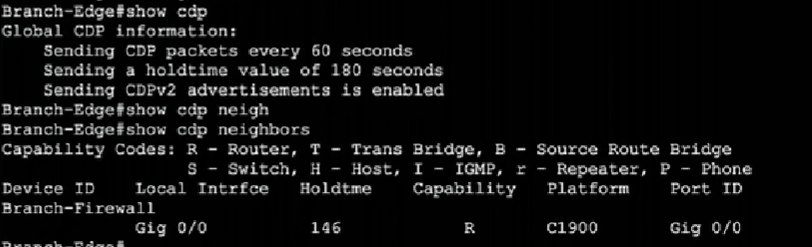 Branch-Edge#show cdp
Global CDP information:
    Sending CDP packets every 60 seconds
    Sending a holdtime value of 180 seconds
    Sending CDPv2 advertisements is enabled
Branch-Edge#show cdp neigh
Branch-Edge#show cdp neighbors
Capability Codes: R - Router, T - Trans Bridge, B - Source Route Bridge
                  S - Switch, H - Host, I - IGMP, r - Repeater, P - Phone
Device ID    Local Intrfce   Holdtme    Capability   Platform    Port ID
Branch-Firewall
             Gig 0/0          146            R       C1900       Gig 0/0
Branch-Edge#